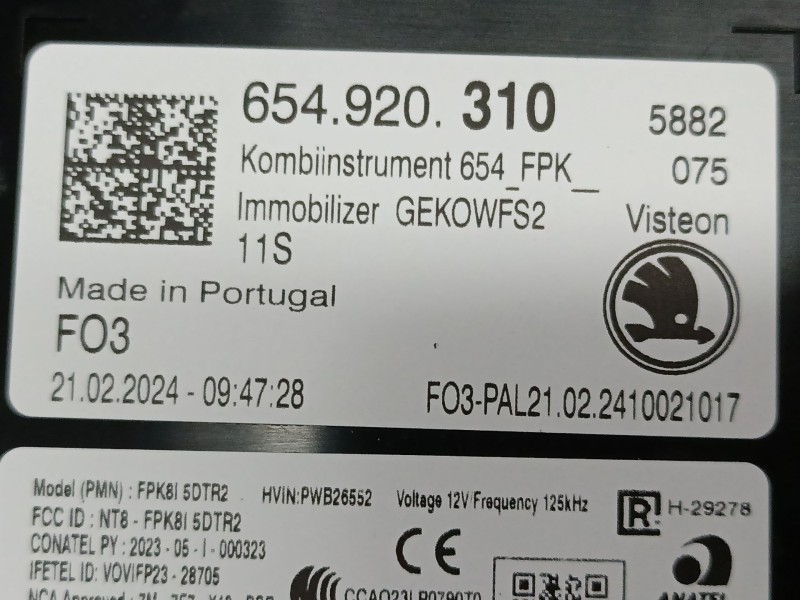 654.920.310
5882
Kombiinstrument 654_FPK__
075
Immobilizer GEKOWFS2
Visteon
11S
Made in Portugal
FO3
21.02.2024 - 09:47:28
FO3-PAL21.02.2410021017
Model (PMN) : FPK8I 5DTR2
HVIN:PWB26552
Voltage 12V/Frequency 125kHz
R
H-29278
FCC ID : NT8 - FPK8I 5DTR2
CONATEL PY : 2023 - 05 - I - 000323
CE
IFETEL ID: VOVIFP23 - 28705